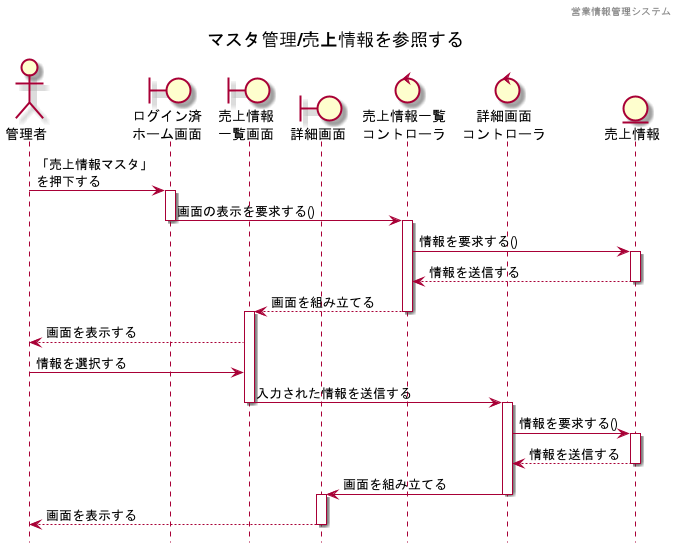 営業情報管理システム
マスタ管理/売上情報を参照する
管理者
ログイン済
ホーム画面
売上情報
一覧画面
詳細画面
売上情報一覧
コントローラ
詳細画面
コントローラ
売上情報
「売上情報マスタ」
を押下する
画面の表示を要求する()
情報を要求する()
情報を送信する
画面を組み立てる
画面を表示する
情報を選択する
入力された情報を送信する
情報を要求する()
情報を送信する
画面を組み立てる
画面を表示する